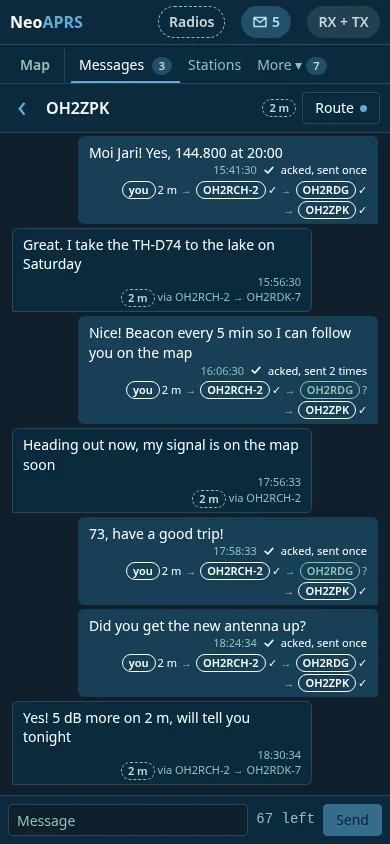 NeoAPRS
Radios
5
RX + TX
Map
Messages 3
Stations
More ▾ 7
OH2ZPK
2 m
Route
Moi Jari! Yes, 144.800 at 20:00
15:41:30 ✓ acked, sent once
you 2 m → OH2RCH-2 ✓ → OH2RDG ✓
→ OH2ZPK ✓
Great. I take the TH-D74 to the lake on
Saturday
15:56:30
2 m via OH2RCH-2 → OH2RDK-7
Nice! Beacon every 5 min so I can follow
you on the map
16:06:30 ✓ acked, sent 2 times
you 2 m → OH2RCH-2 ✓ → OH2RDG ?
→ OH2ZPK ✓
Heading out now, my signal is on the map
soon
17:56:33
2 m via OH2RCH-2
73, have a good trip!
17:58:33 ✓ acked, sent once
you 2 m → OH2RCH-2 ✓ → OH2RDG ?
→ OH2ZPK ✓
Did you get the new antenna up?
18:24:34 ✓ acked, sent once
you 2 m → OH2RCH-2 ✓ → OH2RDG ✓
→ OH2ZPK ✓
Yes! 5 dB more on 2 m, will tell you
tonight
18:30:34
2 m via OH2RCH-2 → OH2RDK-7
Message
67 left
Send